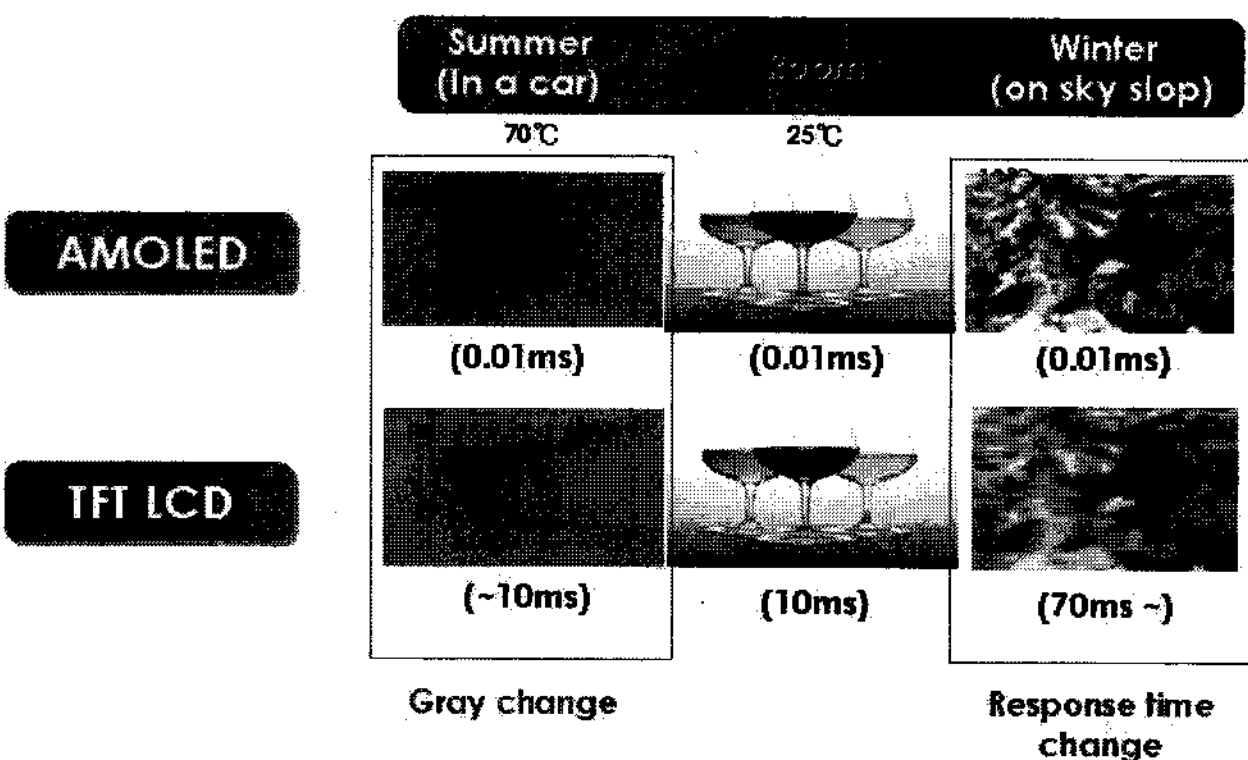 Summer
(In a car)
Room
Winter
(on sky slop)
70℃
25℃
AMOLED
(0.01ms)
(0.01ms)
(0.01ms)
TFT LCD
(~10ms)
(10ms)
(70ms ~)
Gray change
Response time
change